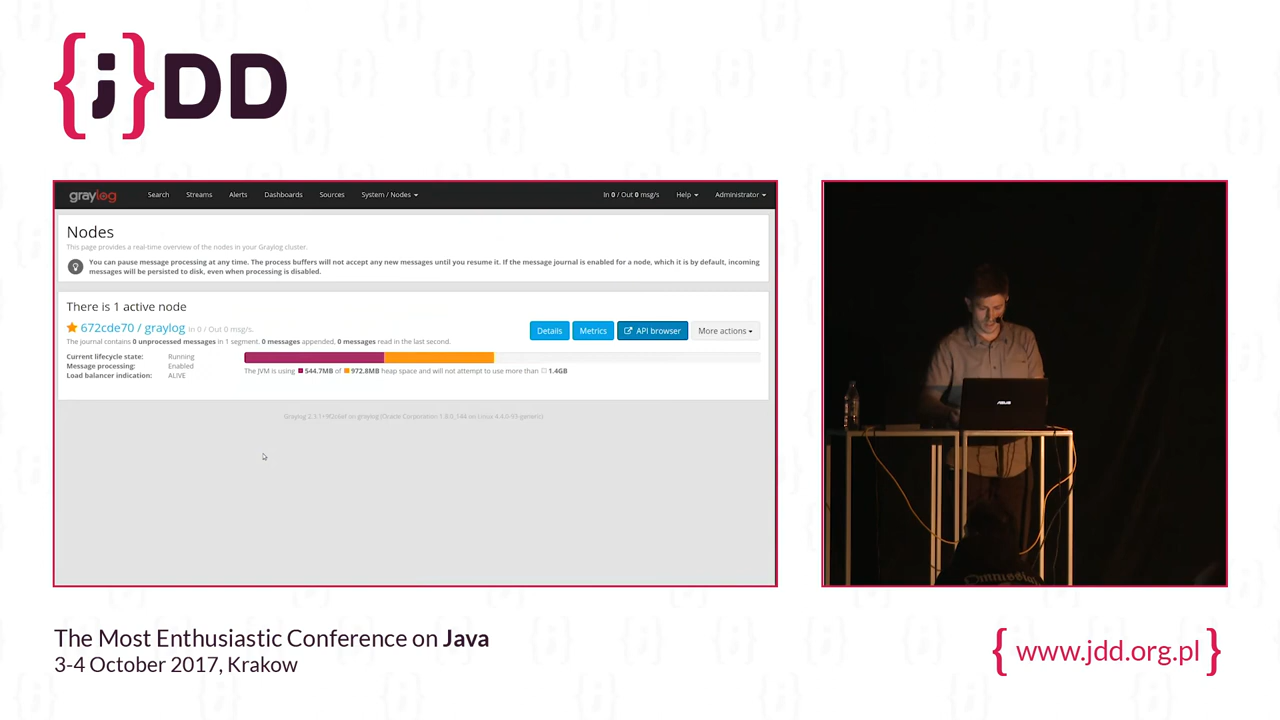 {;}DD
graylog Search Streams Alerts Dashboards Sources System / Nodes In 0 / Out 0 msg/s Help Administrator
Nodes
This page provides a real-time overview of the nodes in your Graylog cluster.
You can pause message processing at any time. The process buffers will not accept any new messages until you resume it. If the message journal is enabled for a node, which it is by default, incoming
messages will be persisted to disk, even when processing is disabled.
There is 1 active node
672cde70 / graylog In 0 / Out 0 msg/s.
Details Metrics API browser More actions
The journal contains 0 unprocessed messages in 1 segment. 0 messages appended, 0 messages read in the last second.
Current lifecycle state: Running
Message processing: Enabled
Load balancer indication: ALIVE
The JVM is using 544.7MB of 972.8MB heap space and will not attempt to use more than 1.4GB
ASUS
The Most Enthusiastic Conference on Java
3-4 October 2017, Krakow
{ www.jdd.org.pl }